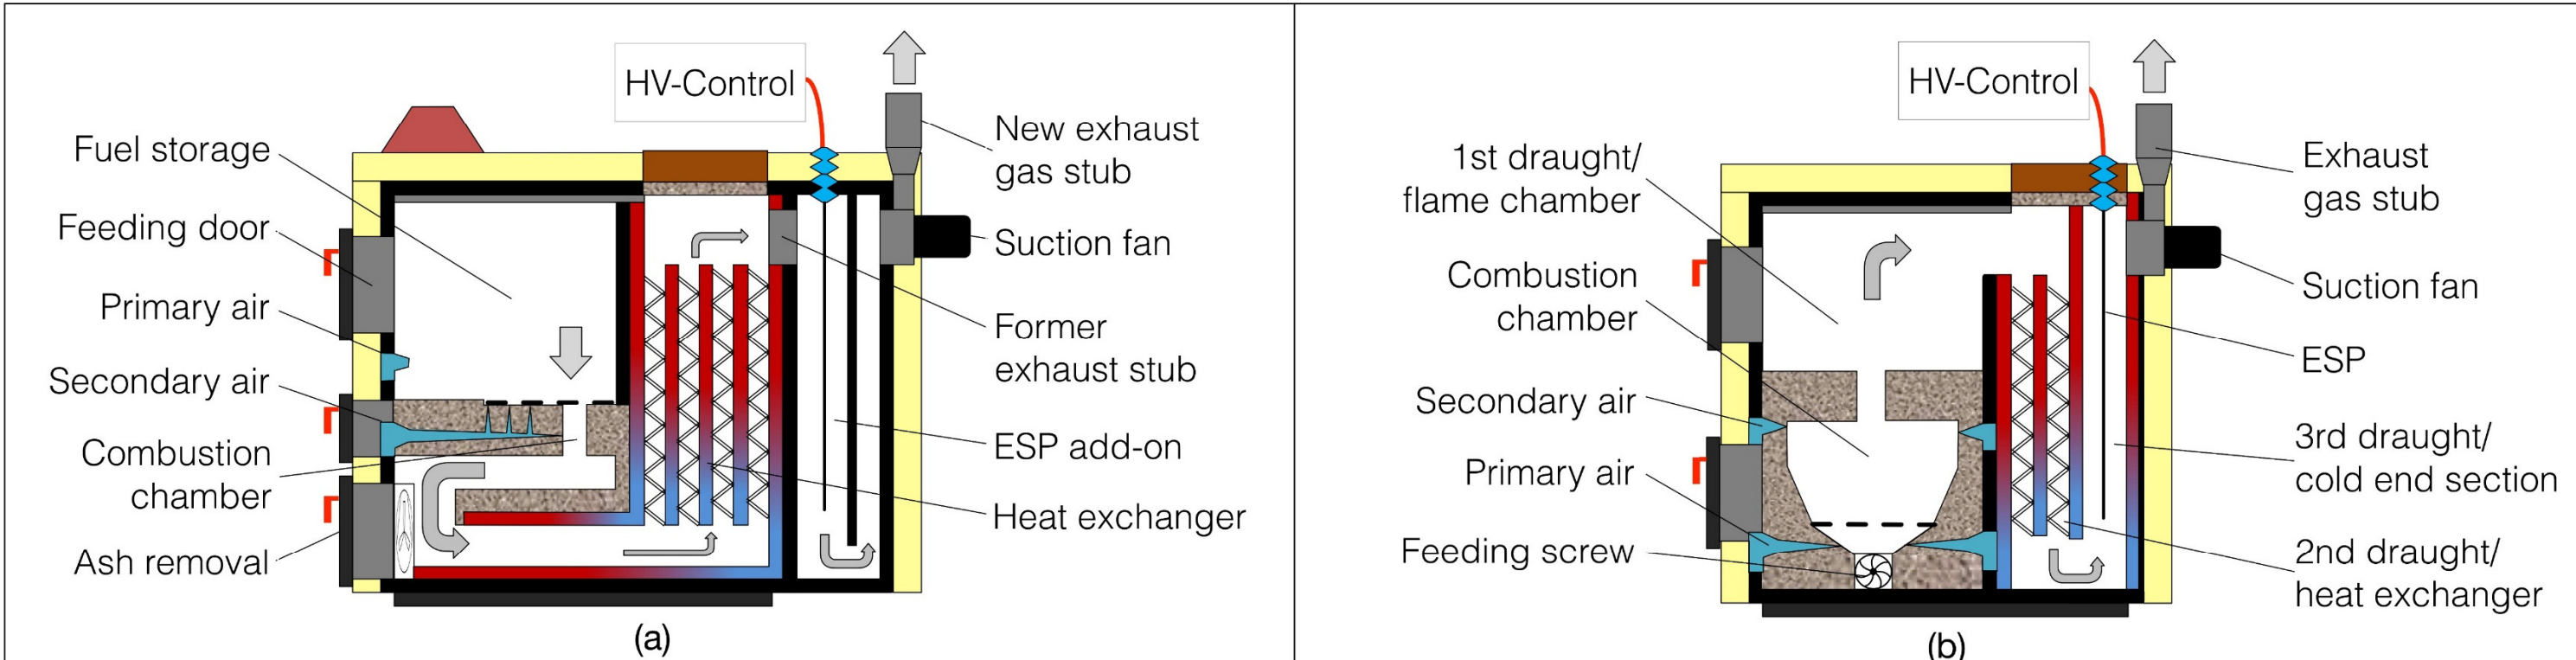 HV-Control
Fuel storage
Feeding door
Primary air
Secondary air
Combustion
chamber
Ash removal
New exhaust
gas stub
Suction fan
Former
exhaust stub
ESP add-on
Heat exchanger
(a)
HV-Control
1st draught/
flame chamber
Combustion
chamber
Secondary air
Primary air
Feeding screw
Exhaust
gas stub
Suction fan
ESP
3rd draught/
cold end section
2nd draught/
heat exchanger
(b)